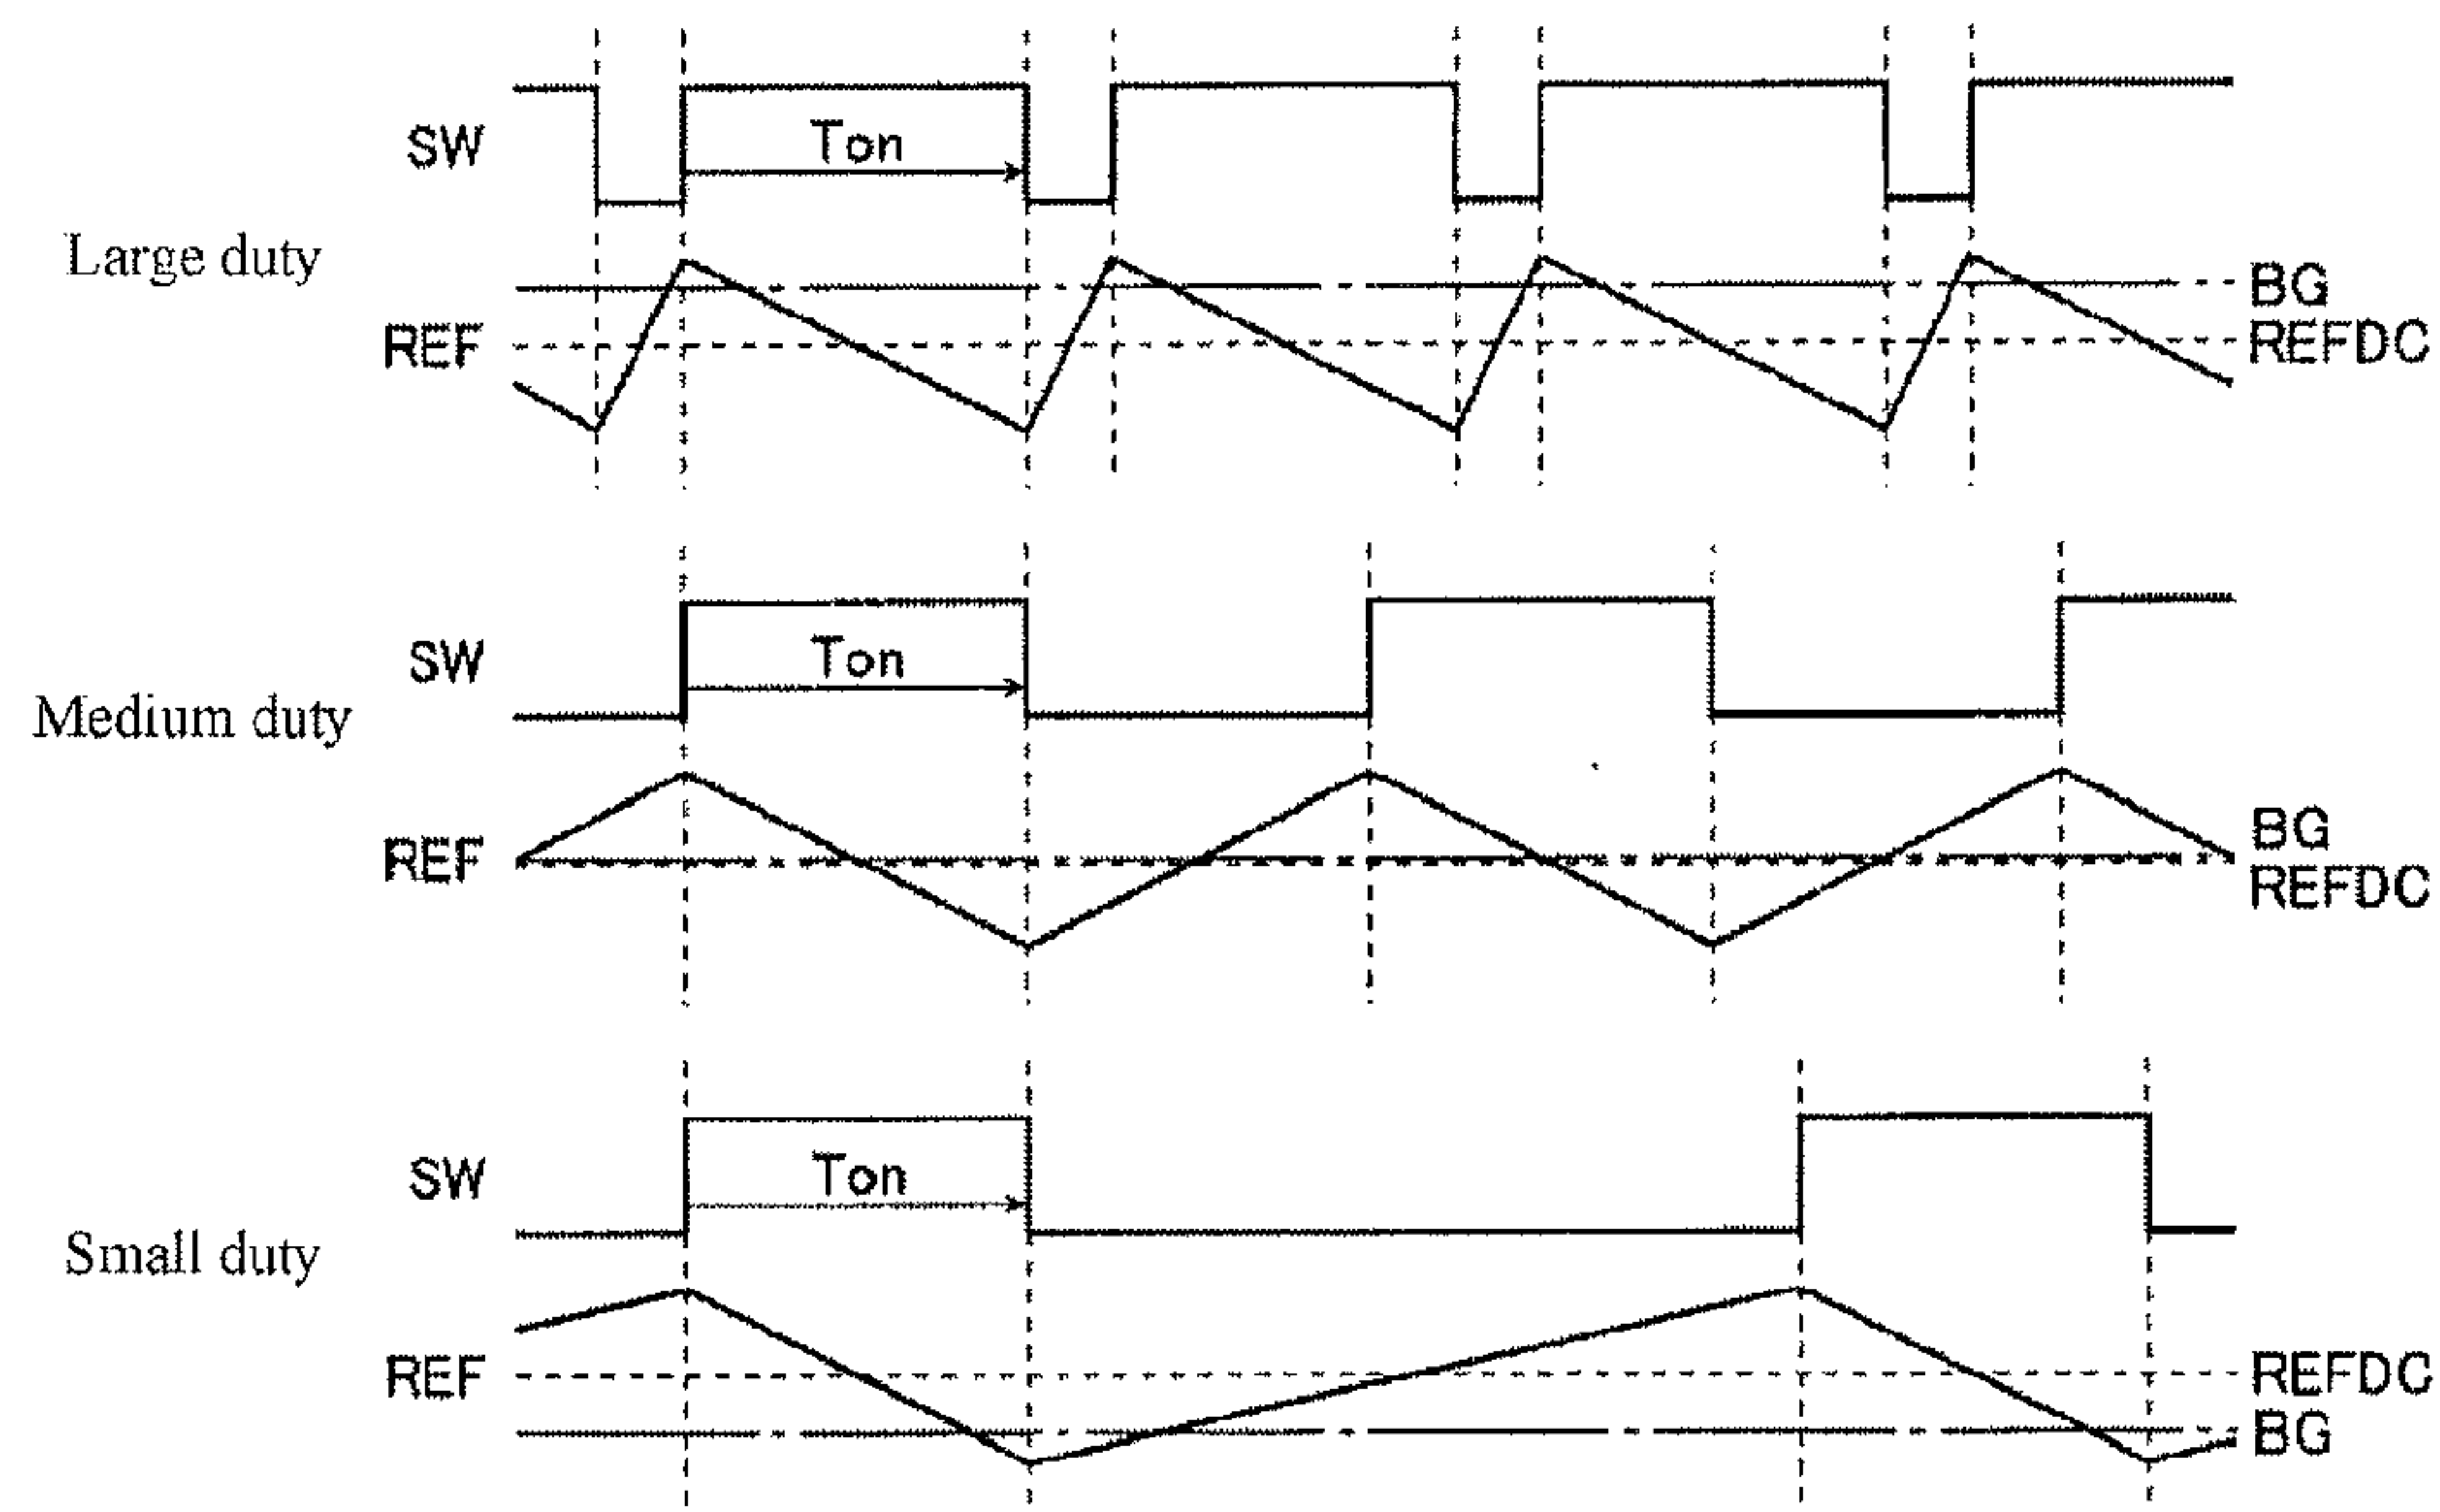 SW
Ton
Large duty
BG
REF
REFDC
SW
Ton
Medium duty
BG
REF
REFDC
SW
Ton
Small duty
REF
REFDC
BG